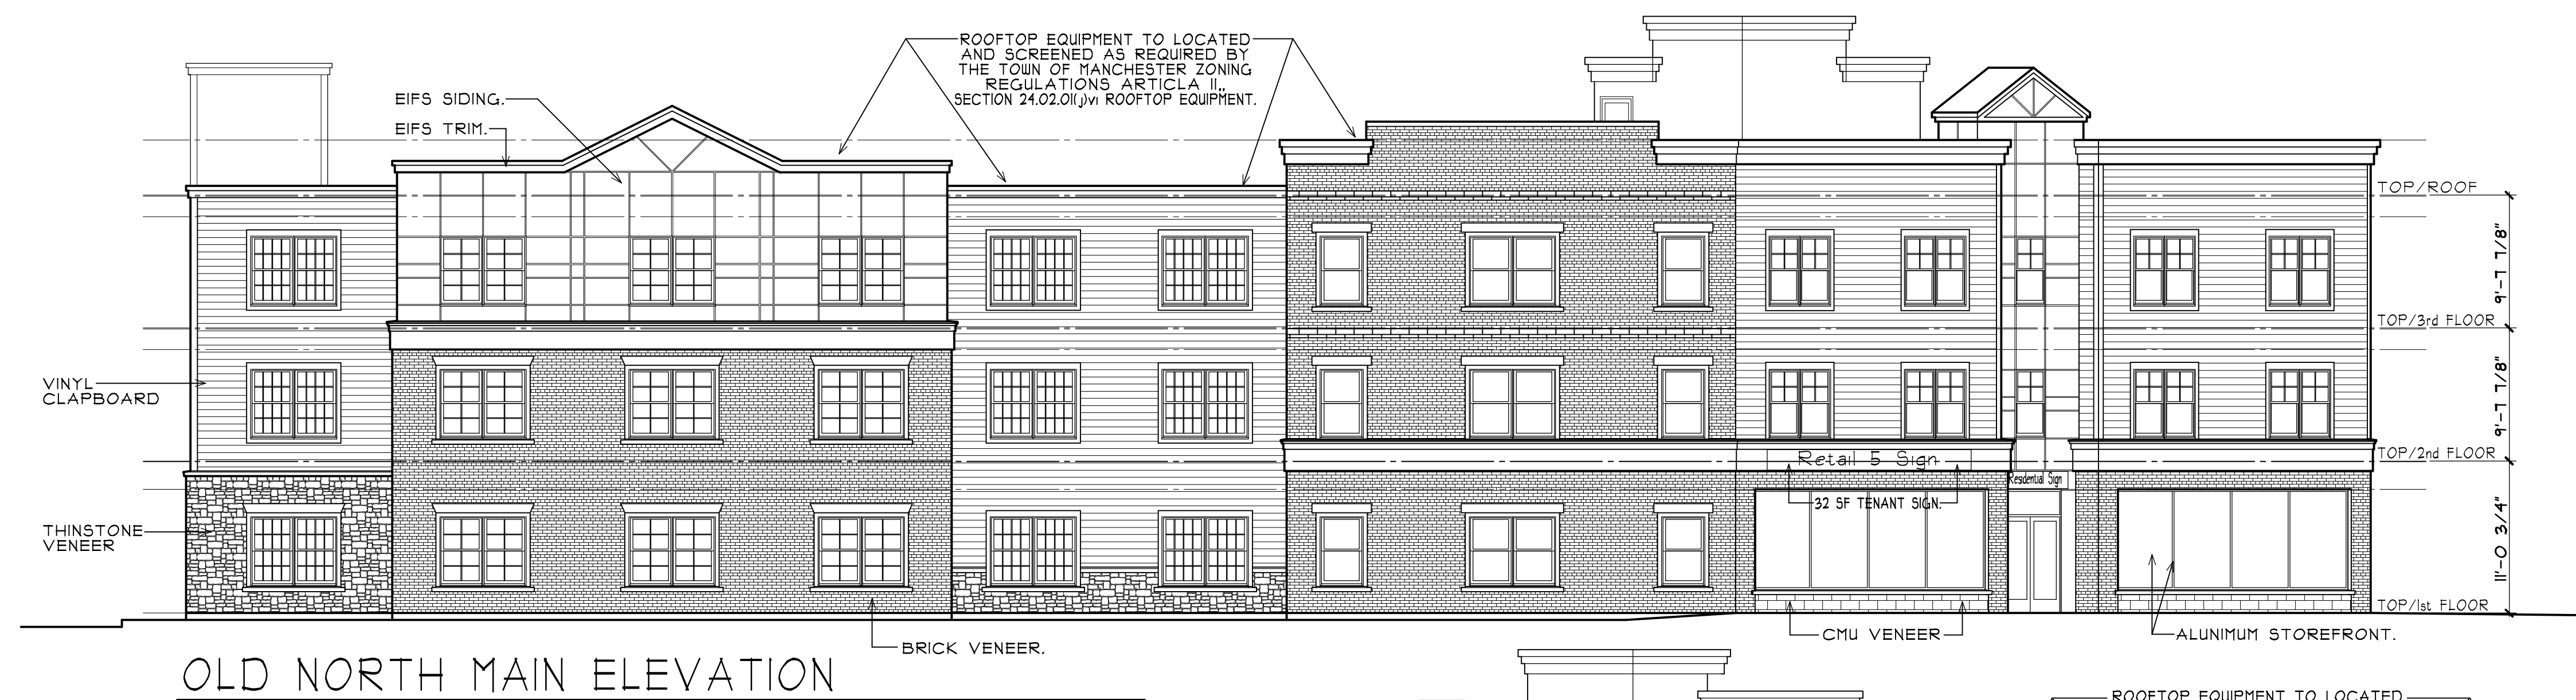 ROOFTOP EQUIPMENT TO LOCATED
AND SCREENED AS REQUIRED BY
THE TOWN OF MANCHESTER ZONING
REGULATIONS ARTICLA II,,
SECTION 24.02.01(j)vi ROOFTOP EQUIPMENT.
EIFS SIDING.
EIFS TRIM.
TOP/ROOF
9'-7 7/8"
TOP/3rd FLOOR
VINYL
CLAPBOARD
9'-7 7/8"
TOP/2nd FLOOR
Retail 5 Sign
Residential Sign
32 SF TENANT SIGN.
THINSTONE
VENEER
11'-0 3/4"
TOP/1st FLOOR
CMU VENEER
ALUNIMUM STOREFRONT.
BRICK VENEER.
OLD NORTH MAIN ELEVATION
ROOFTOP EQUIPMENT TO LOCATED